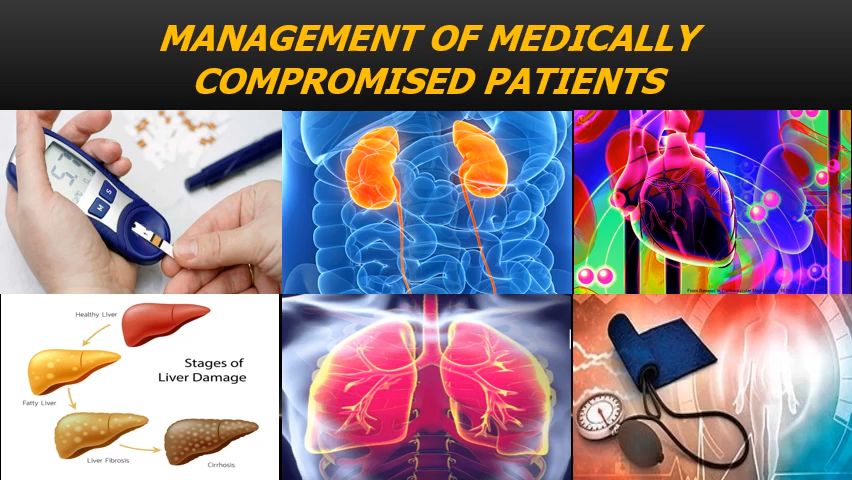 MANAGEMENT OF MEDICALLY
COMPROMISED PATIENTS
M
S
Healthy Liver
Stages of
Liver Damage
Fatty Liver
Liver Fibrosis
Cirrhosis